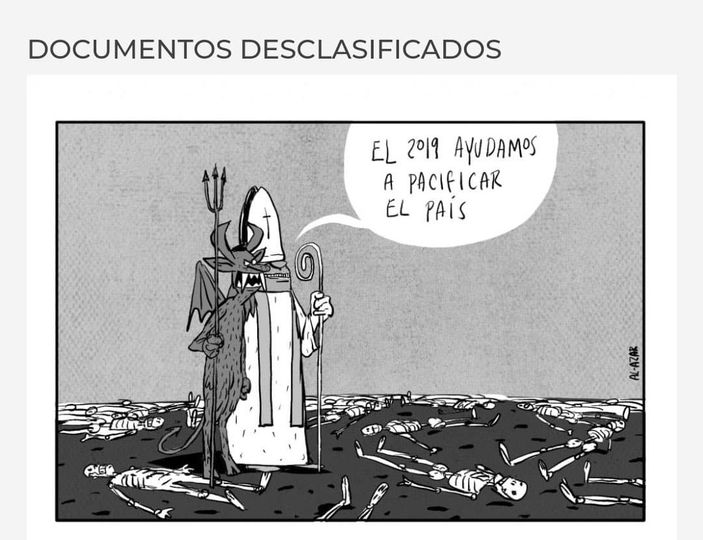 DOCUMENTOS DESCLASIFICADOS
EL 2019 AYUDAMOS
A PACIFICAR
EL PAÍS
AL-AZAR